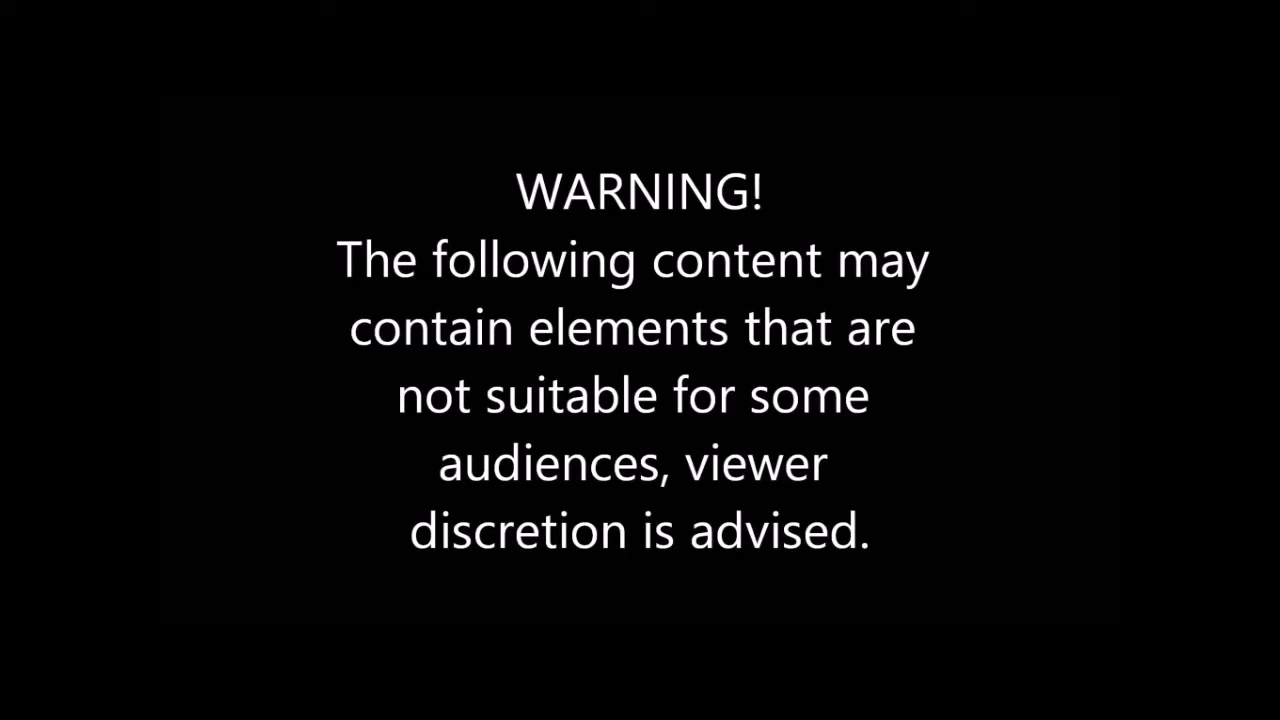 WARNING!
The following content may
contain elements that are
not suitable for some
audiences, viewer
discretion is advised.